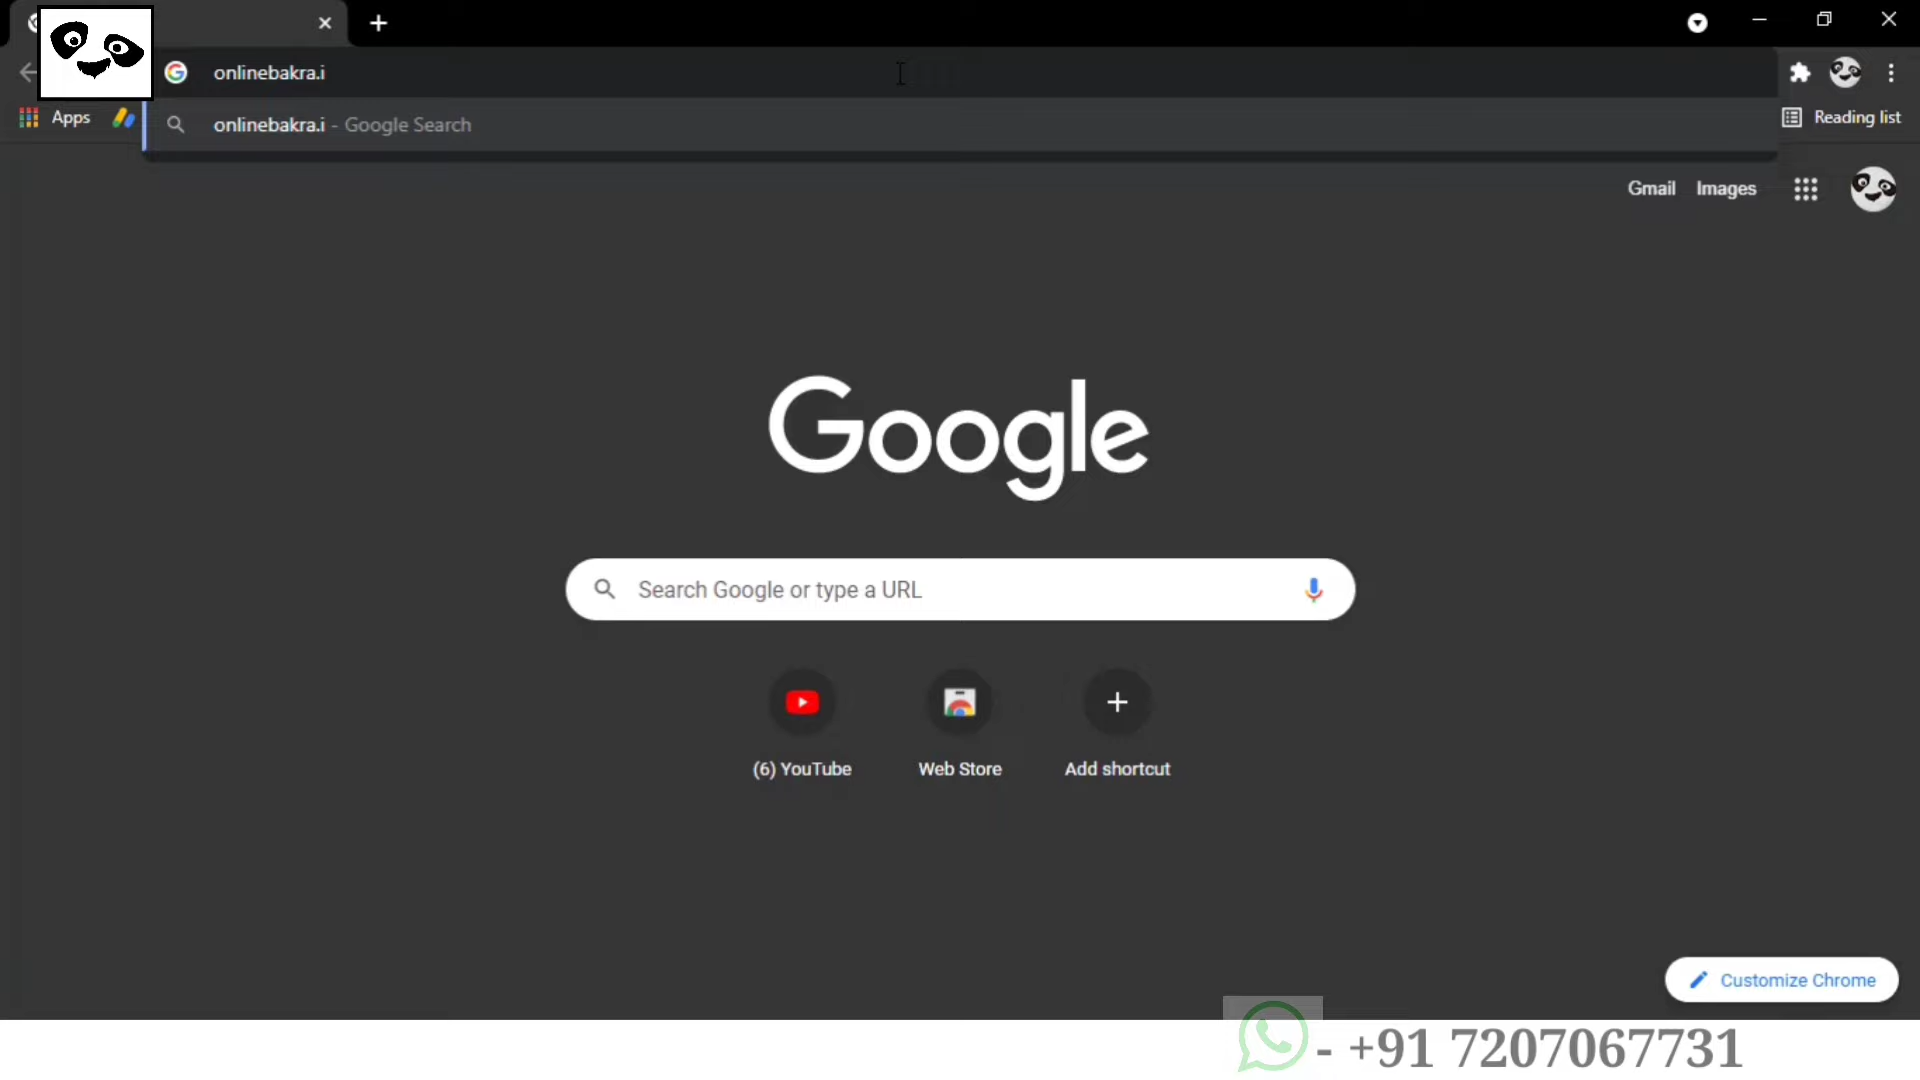 onlinebakra.i
Apps
onlinebakra.i - Google Search
Reading list
Gmail Images
Google
Search Google or type a URL
(6) YouTube Web Store Add shortcut
Customize Chrome
- +91 7207067731